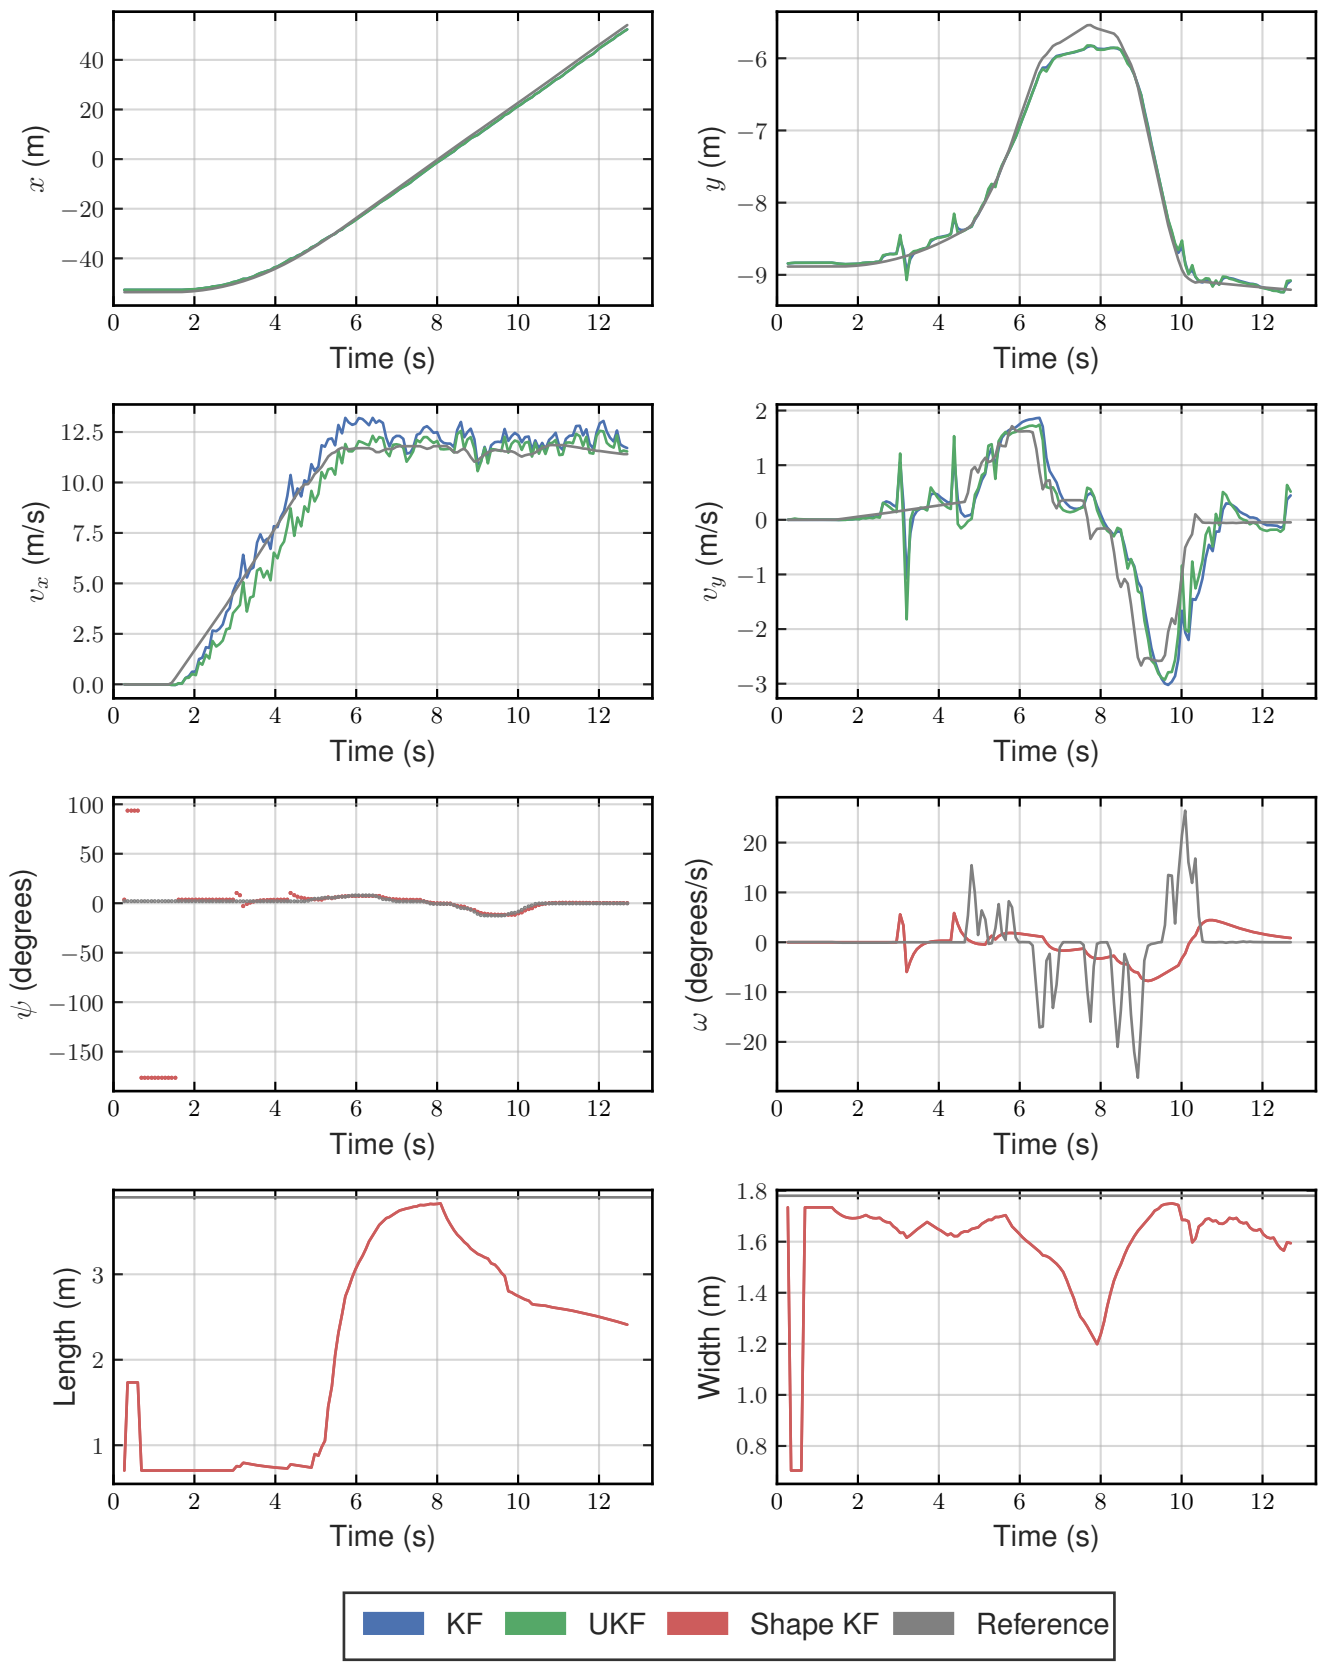 40
20
0
−20
−40
x (m)
0 2 4 6 8 10 12
Time (s)
−6
−7
−8
−9
y (m)
0 2 4 6 8 10 12
Time (s)
12.5
10.0
7.5
5.0
2.5
0.0
v_x (m/s)
0 2 4 6 8 10 12
Time (s)
2
1
0
−1
−2
−3
v_y (m/s)
0 2 4 6 8 10 12
Time (s)
100
50
0
−50
−100
−150
ψ (degrees)
0 2 4 6 8 10 12
Time (s)
20
10
0
−10
−20
ω (degrees/s)
0 2 4 6 8 10 12
Time (s)
3
2
1
Length (m)
0 2 4 6 8 10 12
Time (s)
1.8
1.6
1.4
1.2
1.0
0.8
Width (m)
0 2 4 6 8 10 12
Time (s)
KF UKF Shape KF Reference